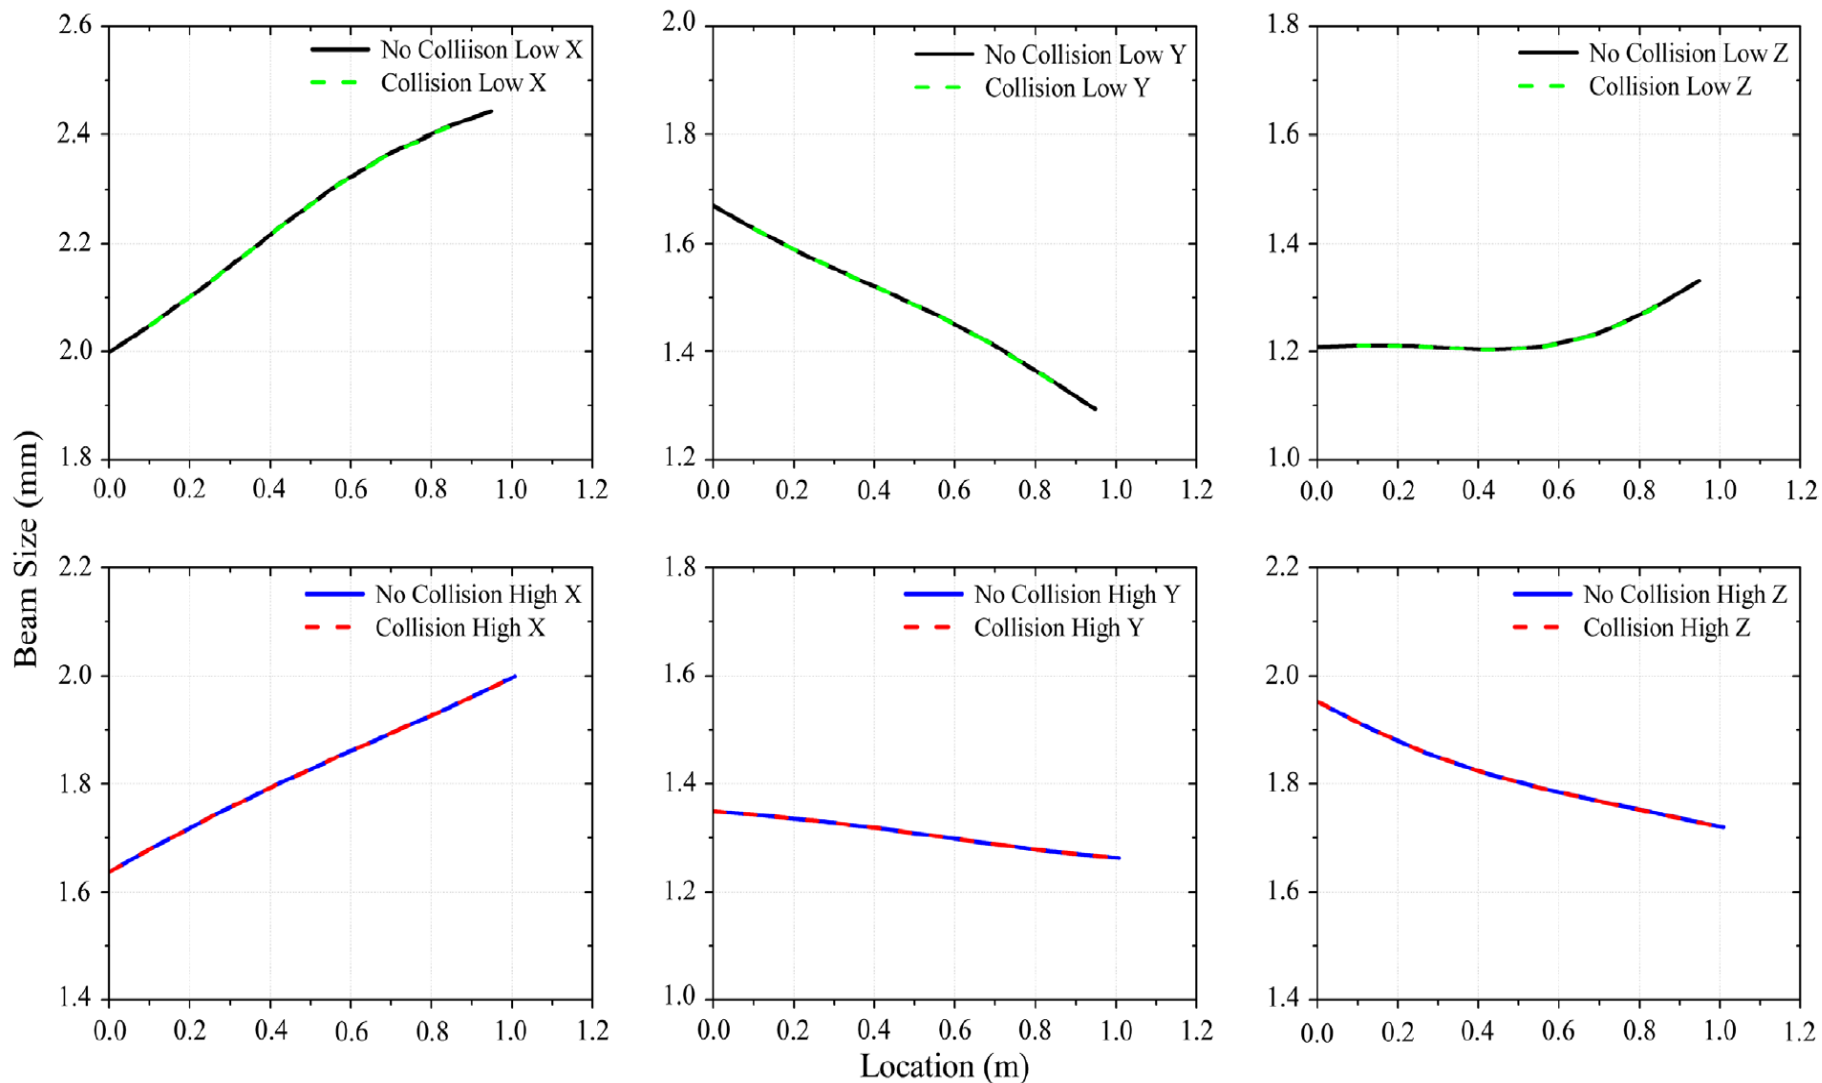 2.6
2.4
2.2
2.0
1.8
0.0 0.2 0.4 0.6 0.8 1.0 1.2
No Colliison Low X
Collision Low X
2.0
1.8
1.6
1.4
1.2
0.0 0.2 0.4 0.6 0.8 1.0 1.2
No Collision Low Y
Collision Low Y
1.8
1.6
1.4
1.2
1.0
0.0 0.2 0.4 0.6 0.8 1.0 1.2
No Collision Low Z
Collision Low Z
Beam Size (mm)
2.2
2.0
1.8
1.6
1.4
0.0 0.2 0.4 0.6 0.8 1.0 1.2
No Collision High X
Collision High X
1.8
1.6
1.4
1.2
1.0
0.0 0.2 0.4 0.6 0.8 1.0 1.2
No Collision High Y
Collision High Y
2.2
2.0
1.8
1.6
1.4
0.0 0.2 0.4 0.6 0.8 1.0 1.2
No Collision High Z
Collision High Z
Location (m)